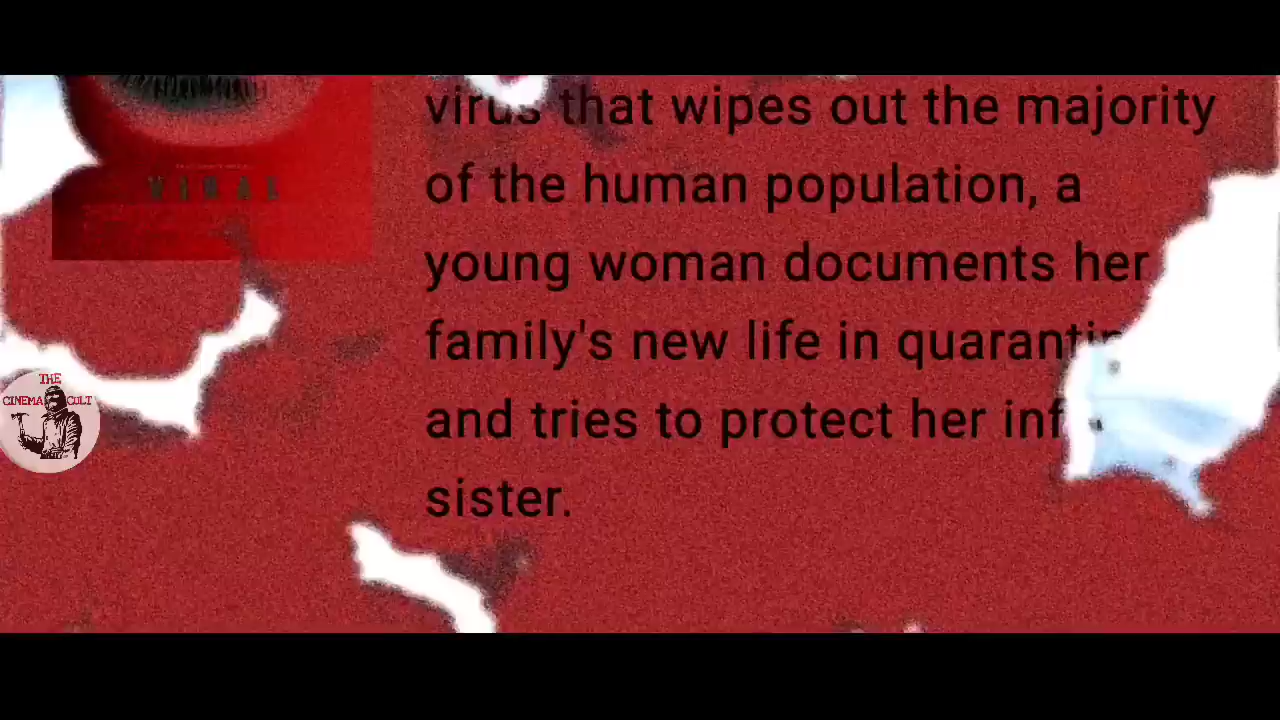 VIRAL
virus that wipes out the majority
of the human population, a
young woman documents her
family's new life in
and tries to protect her
sister.
THE
CINEMA CULT